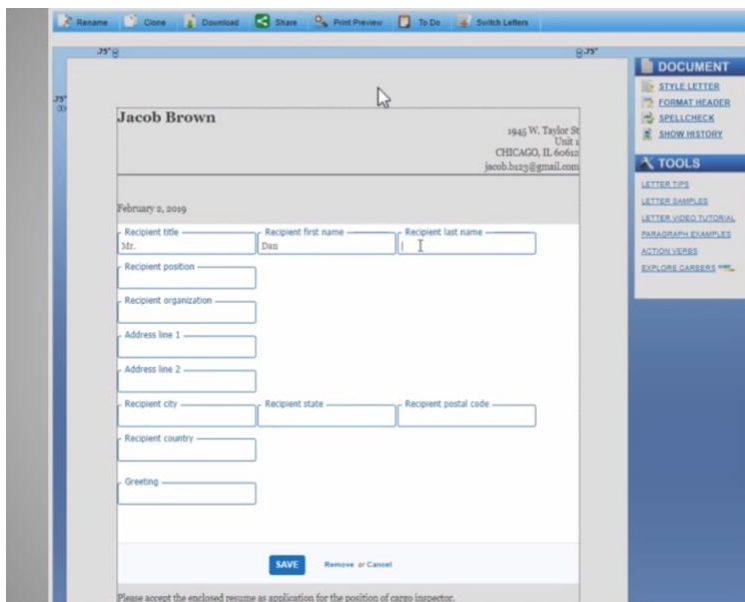 Rename Clone Download Share Print Preview To Do Switch Letters
.75" .75"
.75"
DOCUMENT
STYLE LETTER
FORMAT HEADER
SPELLCHECK
SHOW HISTORY
TOOLS
LETTER TIPS
LETTER SAMPLES
LETTER VIDEO TUTORIAL
PARAGRAPH EXAMPLES
ACTION VERBS
EXPLORE CAREERS
Jacob Brown
1945 W. Taylor St
Unit 1
CHICAGO, IL 60612
jacob.b123@gmail.com
February 2, 2019
Recipient title Recipient first name Recipient last name
Mr. Dan
Recipient position
Recipient organization
Address line 1
Address line 2
Recipient city Recipient state Recipient postal code
Recipient country
Greeting
SAVE Remove or Cancel
Please accept the enclosed resume as application for the position of cargo inspector.